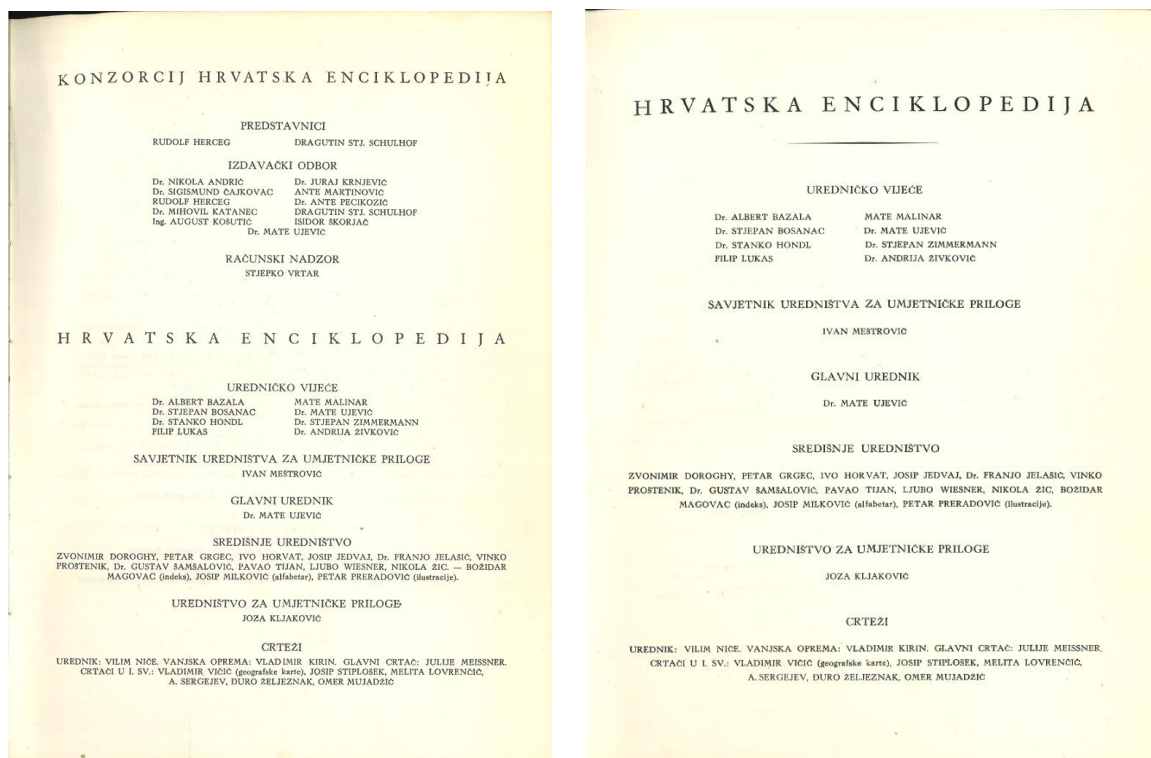 KONZORCIJ HRVATSKA ENCIKLOPEDIJA
PREDSTAVNICI
RUDOLF HERCEG DRAGUTIN STJ. SCHULHOF
IZDAVAČKI ODBOR
Dr. NIKOLA ANDRIĆ Dr. JURAJ KRNJEVIĆ
Dr. SIGISMUND ČAJKOVAC ANTE MARTINOVIĆ
RUDOLF HERCEG Dr. ANTE PECIKOZIĆ
Dr. MIHOVIL KATANEC DRAGUTIN STJ. SCHULHOF
Ing. AUGUST KOŠUTIĆ ISIDOR ŠKORJAČ
Dr. MATE UJEVIĆ
RAČUNSKI NADZOR
STJEPKO VRTAR
HRVATSKA ENCIKLOPEDIJA
UREDNIČKO VIJEĆE
Dr. ALBERT BAZALA MATE MALINAR
Dr. STJEPAN BOSANAC Dr. MATE UJEVIĆ
Dr. STANKO HONDL Dr. STJEPAN ZIMMERMANN
FILIP LUKAS Dr. ANDRIJA ŽIVKOVIĆ
SAVJETNIK UREDNIŠTVA ZA UMJETNIČKE PRILOGE
IVAN MEŠTROVIĆ
GLAVNI UREDNIK
Dr. MATE UJEVIĆ
SREDIŠNJE UREDNIŠTVO
ZVONIMIR DOROGHY, PETAR GRGEC, IVO HORVAT, JOSIP JEDVAJ, Dr. FRANJO JELAŠIĆ, VINKO
PROŠTENIK, Dr. GUSTAV ŠAMŠALOVIĆ, PAVAO TIJAN, LJUBO WIESNER, NIKOLA ŽIC. — BOŽIDAR
MAGOVAC (indeks), JOSIP MILKOVIĆ (alfabetar), PETAR PRERADOVIĆ (ilustracije).
UREDNIŠTVO ZA UMJETNIČKE PRILOGE
JOZA KLJAKOVIĆ
CRTEŽI
UREDNIK: VILIM NIČE. VANJSKA OPREMA: VLADIMIR KIRIN. GLAVNI CRTAČ: JULIJE MEISSNER.
CRTAČI U I. SV.: VLADIMIR VIČIĆ (geografske karte), JOSIP STIPLOŠEK, MELITA LOVRENČIĆ,
A. SERGEJEV, ĐURO ŽELJEZNAK, OMER MUJADŽIĆ
HRVATSKA ENCIKLOPEDIJA
UREDNIČKO VIJEĆE
Dr. ALBERT BAZALA MATE MALINAR
Dr. STJEPAN BOSANAC Dr. MATE UJEVIĆ
Dr. STANKO HONDL Dr. STJEPAN ZIMMERMANN
FILIP LUKAS Dr. ANDRIJA ŽIVKOVIĆ
SAVJETNIK UREDNIŠTVA ZA UMJETNIČKE PRILOGE
IVAN MEŠTROVIĆ
GLAVNI UREDNIK
Dr. MATE UJEVIĆ
SREDIŠNJE UREDNIŠTVO
ZVONIMIR DOROGHY, PETAR GRGEC, IVO HORVAT, JOSIP JEDVAJ, Dr. FRANJO JELAŠIĆ, VINKO
PROŠTENIK, Dr. GUSTAV ŠAMŠALOVIĆ, PAVAO TIJAN, LJUBO WIESNER, NIKOLA ŽIC, BOŽIDAR
MAGOVAC (indeks), JOSIP MILKOVIĆ (alfabetar), PETAR PRERADOVIĆ (ilustracije).
UREDNIŠTVO ZA UMJETNIČKE PRILOGE
JOZA KLJAKOVIĆ
CRTEŽI
UREDNIK: VILIM NIČE. VANJSKA OPREMA: VLADIMIR KIRIN. GLAVNI CRTAČ: JULIJE MEISSNER.
CRTAČI U I. SV.: VLADIMIR VIČIĆ (geografske karte), JOSIP STIPLOŠEK, MELITA LOVRENČIĆ,
A. SERGEJEV, ĐURO ŽELJEZNAK, OMER MUJADŽIĆ